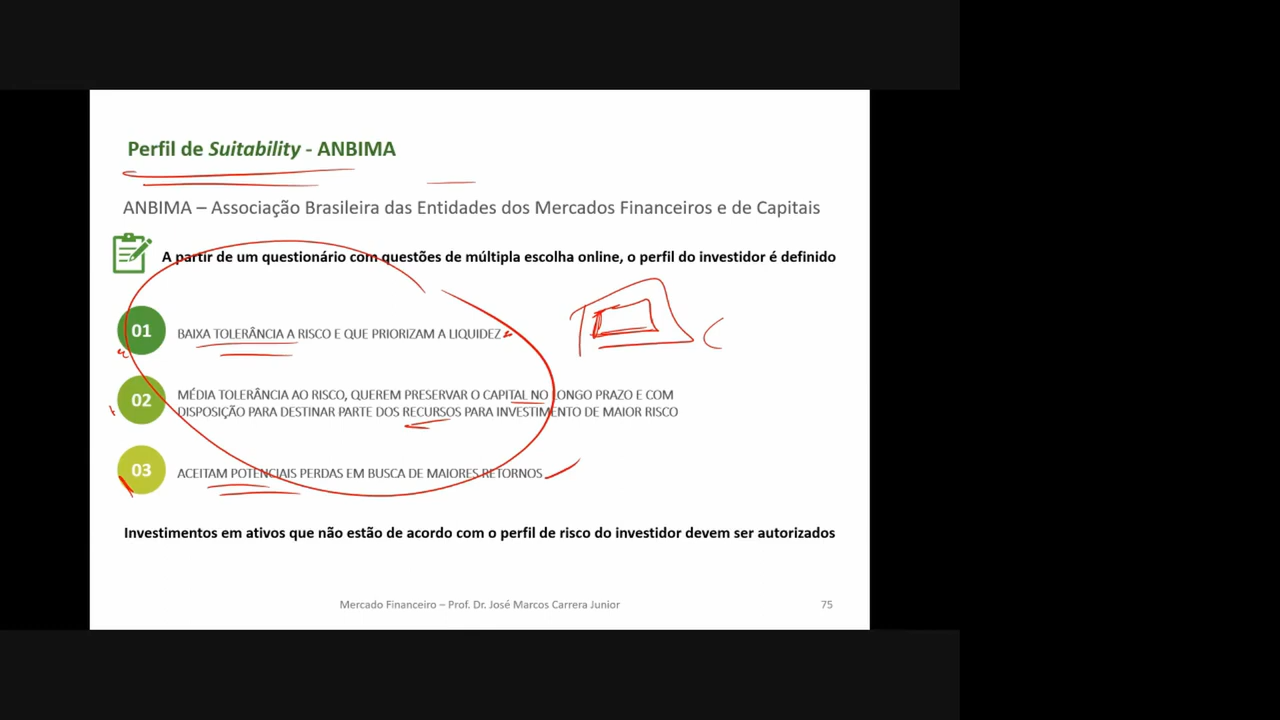 Perfil de Suitability - ANBIMA
ANBIMA – Associação Brasileira das Entidades dos Mercados Financeiros e de Capitais
A partir de um questionário com questões de múltipla escolha online, o perfil do investidor é definido
01
BAIXA TOLERÂNCIA A RISCO E QUE PRIORIZAM A LIQUIDEZ
02
MÉDIA TOLERÂNCIA AO RISCO, QUEREM PRESERVAR O CAPITAL NO LONGO PRAZO E COM
DISPOSIÇÃO PARA DESTINAR PARTE DOS RECURSOS PARA INVESTIMENTO DE MAIOR RISCO
03
ACEITAM POTENCIAIS PERDAS EM BUSCA DE MAIORES RETORNOS
Investimentos em ativos que não estão de acordo com o perfil de risco do investidor devem ser autorizados
Mercado Financeiro – Prof. Dr. José Marcos Carrera Junior
75